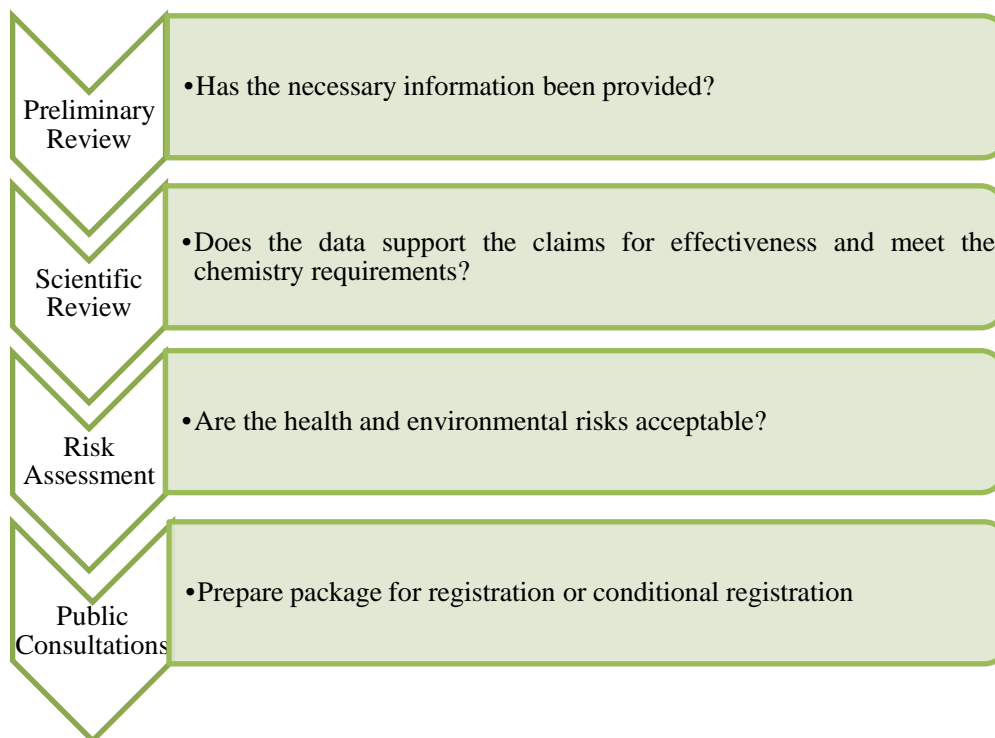 Preliminary
Review
•Has the necessary information been provided?
Scientific
Review
•Does the data support the claims for effectiveness and meet the
chemistry requirements?
Risk
Assessment
•Are the health and environmental risks acceptable?
Public
Consultations
•Prepare package for registration or conditional registration